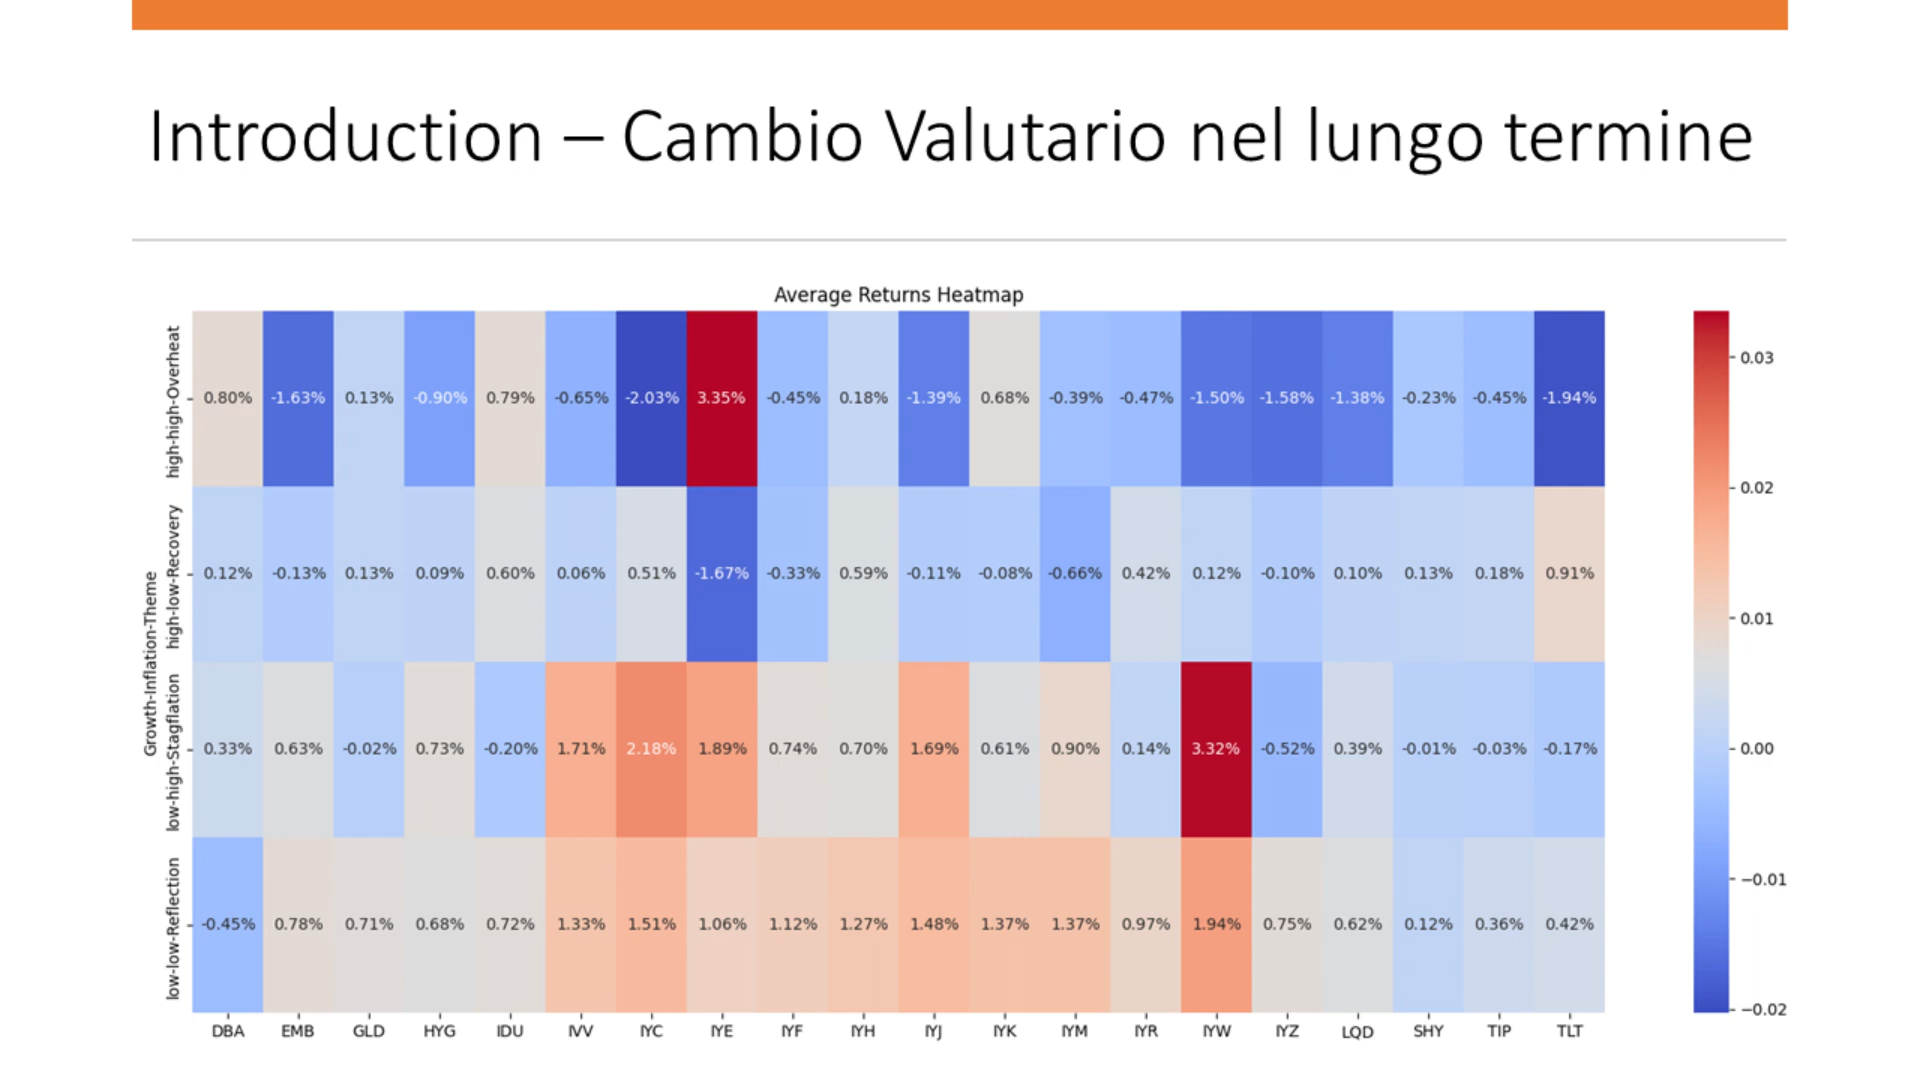 Introduction – Cambio Valutario nel lungo termine
Average Returns Heatmap
Growth-Inflation-Theme
high-high-Overheat
0.80% -1.63% 0.13% -0.90% 0.79% -0.65% -2.03% 3.35% -0.45% 0.18% -1.39% 0.68% -0.39% -0.47% -1.50% -1.58% -1.38% -0.23% -0.45% -1.94%
high-low-Recovery
0.12% -0.13% 0.13% 0.09% 0.60% 0.06% 0.51% -1.67% -0.33% 0.59% -0.11% -0.08% -0.66% 0.42% 0.12% -0.10% 0.10% 0.13% 0.18% 0.91%
low-high-Stagflation
0.33% 0.63% -0.02% 0.73% -0.20% 1.71% 2.18% 1.89% 0.74% 0.70% 1.69% 0.61% 0.90% 0.14% 3.32% -0.52% 0.39% -0.01% -0.03% -0.17%
low-low-Reflection
-0.45% 0.78% 0.71% 0.68% 0.72% 1.33% 1.51% 1.06% 1.12% 1.27% 1.48% 1.37% 1.37% 0.97% 1.94% 0.75% 0.62% 0.12% 0.36% 0.42%
DBA EMB GLD HYG IDU IVV IYC IYE IYF IYH IYJ IYK IYM IYR IYW IYZ LQD SHY TIP TLT
0.03
0.02
0.01
0.00
−0.01
−0.02